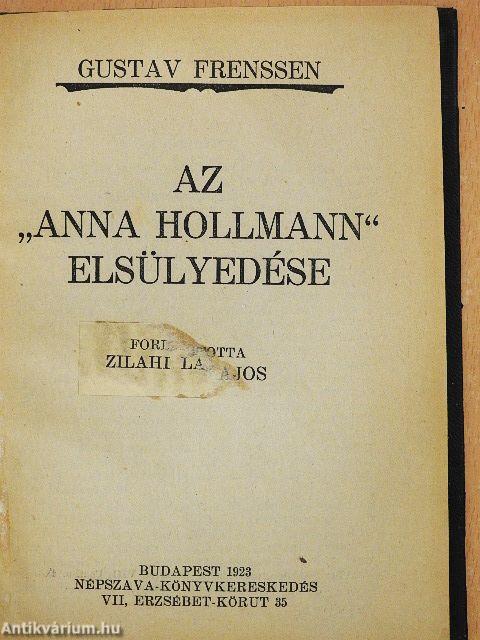 GUSTAV FRENSSEN
AZ
„ANNA HOLLMANN“
ELSÜLYEDÉSE
ZILAHI
BUDAPEST 1923
NÉPSZAVA-KÖNYVKERESKEDÉS
VII, ERZSÉBET-KÖRUT 35
Antikvárium.hu